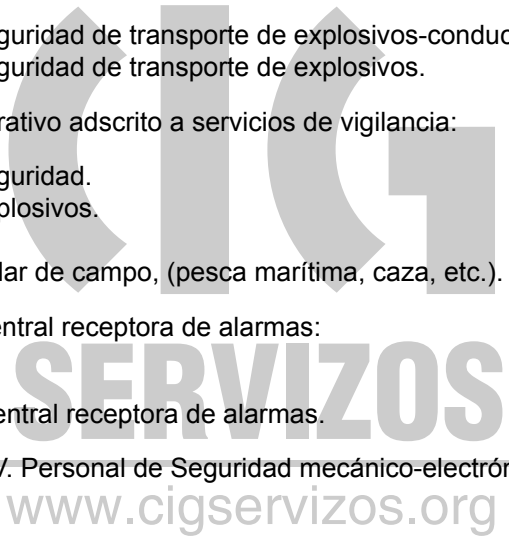 guridad de transporte de explosivos-conduc
guridad de transporte de explosivos.
rativo adscrito a servicios de vigilancia:
guridad.
plosivos.
lar de campo, (pesca marítima, caza, etc.).
entral receptora de alarmas:
entral receptora de alarmas.
V. Personal de Seguridad mecánico-electrón
CIG
SERVIZOS
www.cigservizos.org